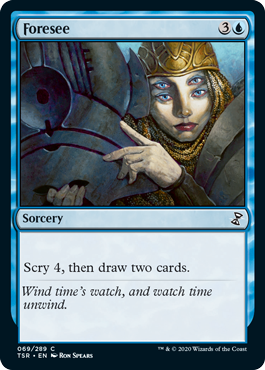 Foresee 3
Sorcery
Scry 4, then draw two cards.
Wind time's watch, and watch time
unwind.
069/289 C
TSR • EN RON SPEARS
™ & © 2020 Wizards of the Coast